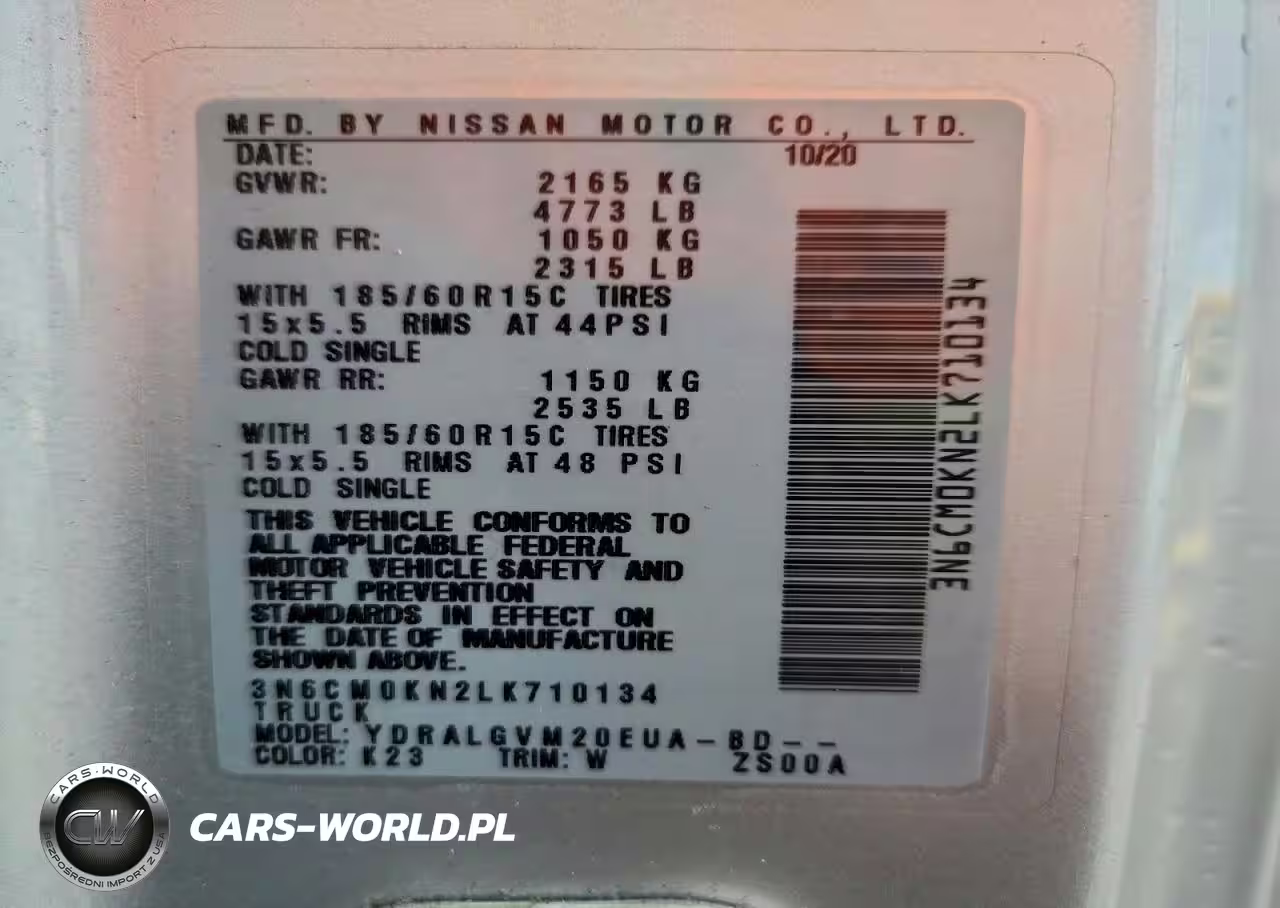 MFD. BY NISSAN MOTOR CO., LTD.
DATE: 10/20
GVWR: 2165 KG
4773 LB
GAWR FR: 1050 KG
2315 LB
WITH 185/60R15C TIRES
15x5.5 RIMS AT 44PSI
COLD SINGLE
GAWR RR: 1150 KG
2535 LB
WITH 185/60R15C TIRES
15x5.5 RIMS AT 48 PSI
COLD SINGLE
THIS VEHICLE CONFORMS TO
ALL APPLICABLE FEDERAL
MOTOR VEHICLE SAFETY AND
THEFT PREVENTION
STANDARDS IN EFFECT ON
THE DATE OF MANUFACTURE
SHOWN ABOVE.
3N6CM0KN2LK710134
TRUCK
MODEL: YDRALGVM20EUA-BD--
COLOR: K23 TRIM: W ZS00A
3N6CM0KN2LK710134
CARS-WORLD
CW
BEZPOŚREDNI IMPORT Z USA
CARS-WORLD.PL